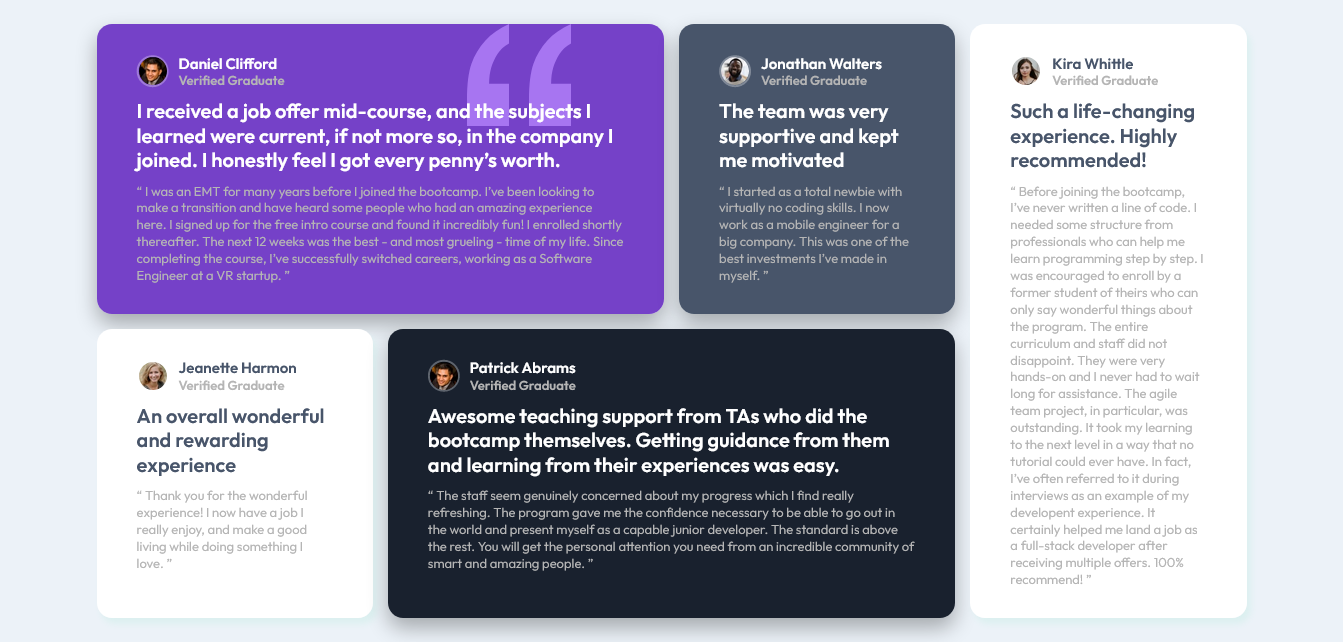 Daniel Clifford
Verified Graduate
I received a job offer mid-course, and the subjects I
learned were current, if not more so, in the company I
joined. I honestly feel I got every penny’s worth.
“ I was an EMT for many years before I joined the bootcamp. I’ve been looking to
make a transition and have heard some people who had an amazing experience
here. I signed up for the free intro course and found it incredibly fun! I enrolled shortly
thereafter. The next 12 weeks was the best - and most grueling - time of my life. Since
completing the course, I’ve successfully switched careers, working as a Software
Engineer at a VR startup. ”
Jonathan Walters
Verified Graduate
The team was very
supportive and kept
me motivated
“ I started as a total newbie with
virtually no coding skills. I now
work as a mobile engineer for a
big company. This was one of the
best investments I’ve made in
myself. ”
Kira Whittle
Verified Graduate
Such a life-changing
experience. Highly
recommended!
“ Before joining the bootcamp,
I’ve never written a line of code. I
needed some structure from
professionals who can help me
learn programming step by step. I
was encouraged to enroll by a
former student of theirs who can
only say wonderful things about
the program. The entire
curriculum and staff did not
disappoint. They were very
hands-on and I never had to wait
long for assistance. The agile
team project, in particular, was
outstanding. It took my learning
to the next level in a way that no
tutorial could ever have. In fact,
I’ve often referred to it during
interviews as an example of my
developent experience. It
certainly helped me land a job as
a full-stack developer after
receiving multiple offers. 100%
recommend! ”
Jeanette Harmon
Verified Graduate
An overall wonderful
and rewarding
experience
“ Thank you for the wonderful
experience! I now have a job I
really enjoy, and make a good
living while doing something I
love. ”
Patrick Abrams
Verified Graduate
Awesome teaching support from TAs who did the
bootcamp themselves. Getting guidance from them
and learning from their experiences was easy.
“ The staff seem genuinely concerned about my progress which I find really
refreshing. The program gave me the confidence necessary to be able to go out in
the world and present myself as a capable junior developer. The standard is above
the rest. You will get the personal attention you need from an incredible community of
smart and amazing people. ”